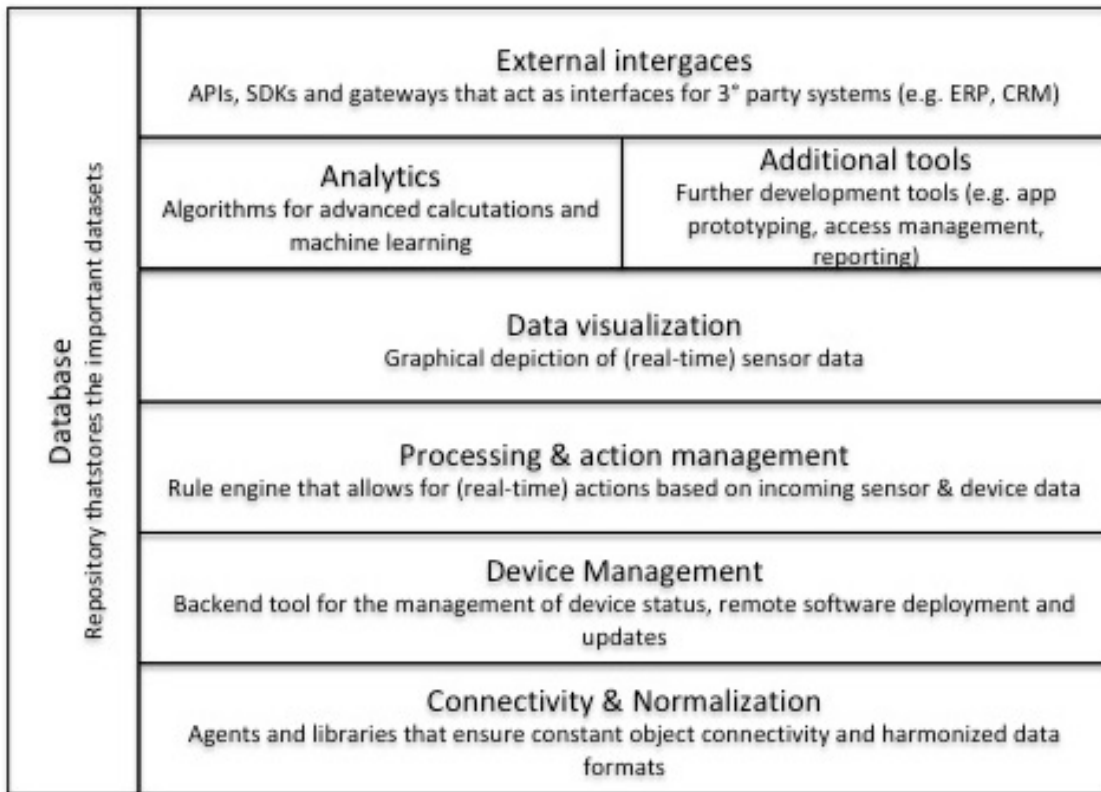 Database
Repository thatstores the important datasets
External intergaces
APIs, SDKs and gateways that act as interfaces for 3° party systems (e.g. ERP, CRM)
Analytics
Algorithms for advanced calcutations and
machine learning
Additional tools
Further development tools (e.g. app
prototyping, access management,
reporting)
Data visualization
Graphical depiction of (real-time) sensor data
Processing & action management
Rule engine that allows for (real-time) actions based on incoming sensor & device data
Device Management
Backend tool for the management of device status, remote software deployment and
updates
Connectivity & Normalization
Agents and libraries that ensure constant object connectivity and harmonized data
formats